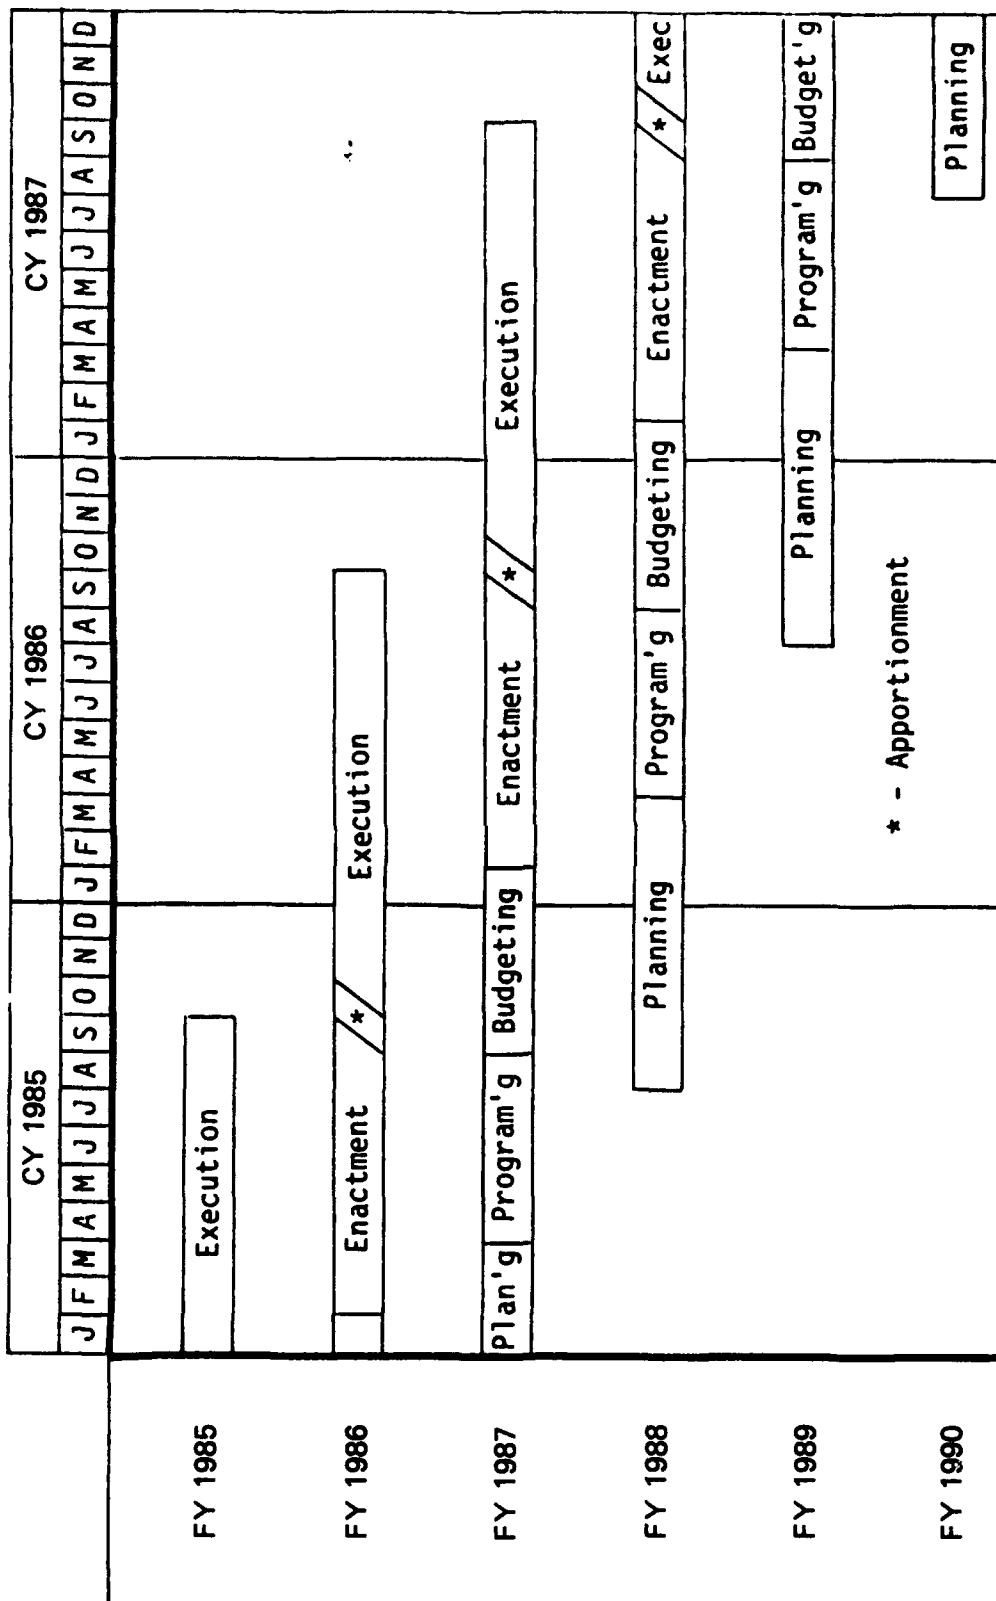 CY 1985 CY 1986 CY 1987
J F M A M J J A S O N D J F M A M J J A S O N D J F M A M J J A S O N D
FY 1985 Execution
FY 1986 Enactment * Execution
FY 1987 Plan'g Program'g Budgeting Enactment * Execution
FY 1988 Planning Program'g Budgeting Enactment * Exec
FY 1989 Planning Program'g Budget'g
* - Apportionment
FY 1990 Planning